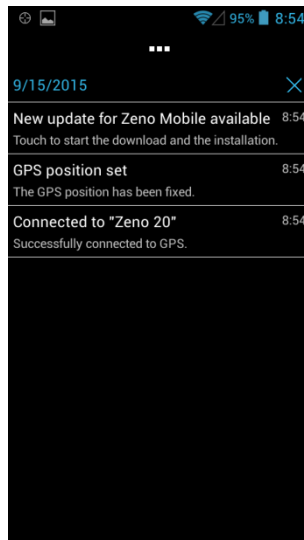 95% 8:54
9/15/2015
New update for Zeno Mobile available 8:54
Touch to start the download and the installation.
GPS position set 8:54
The GPS position has been fixed.
Connected to "Zeno 20" 8:54
Successfully connected to GPS.